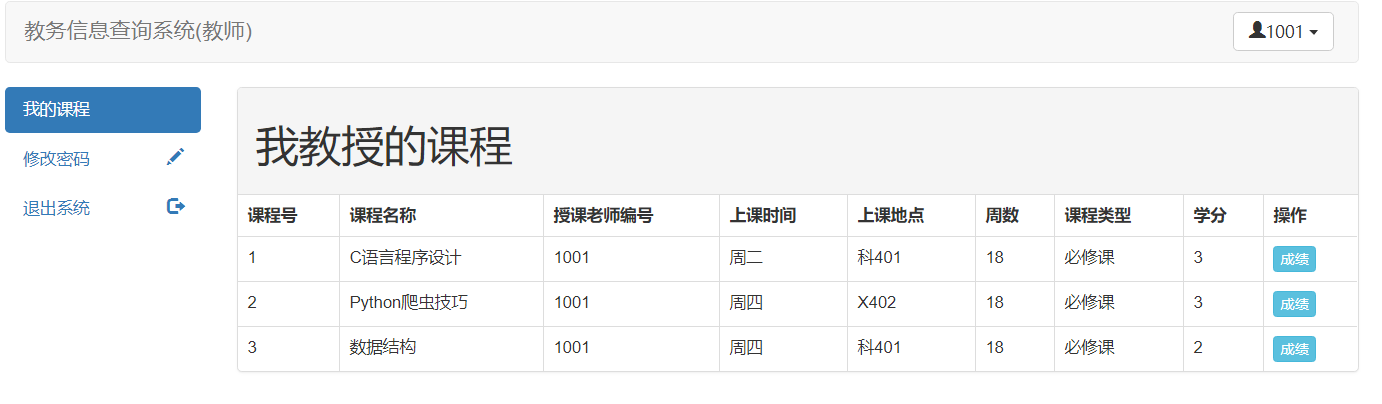 教务信息查询系统(教师)
1001
我的课程
修改密码
退出系统
我教授的课程
课程号 课程名称 授课老师编号 上课时间 上课地点 周数 课程类型 学分 操作
1 C语言程序设计 1001 周二 科401 18 必修课 3 成绩
2 Python爬虫技巧 1001 周四 X402 18 必修课 3 成绩
3 数据结构 1001 周四 科401 18 必修课 2 成绩